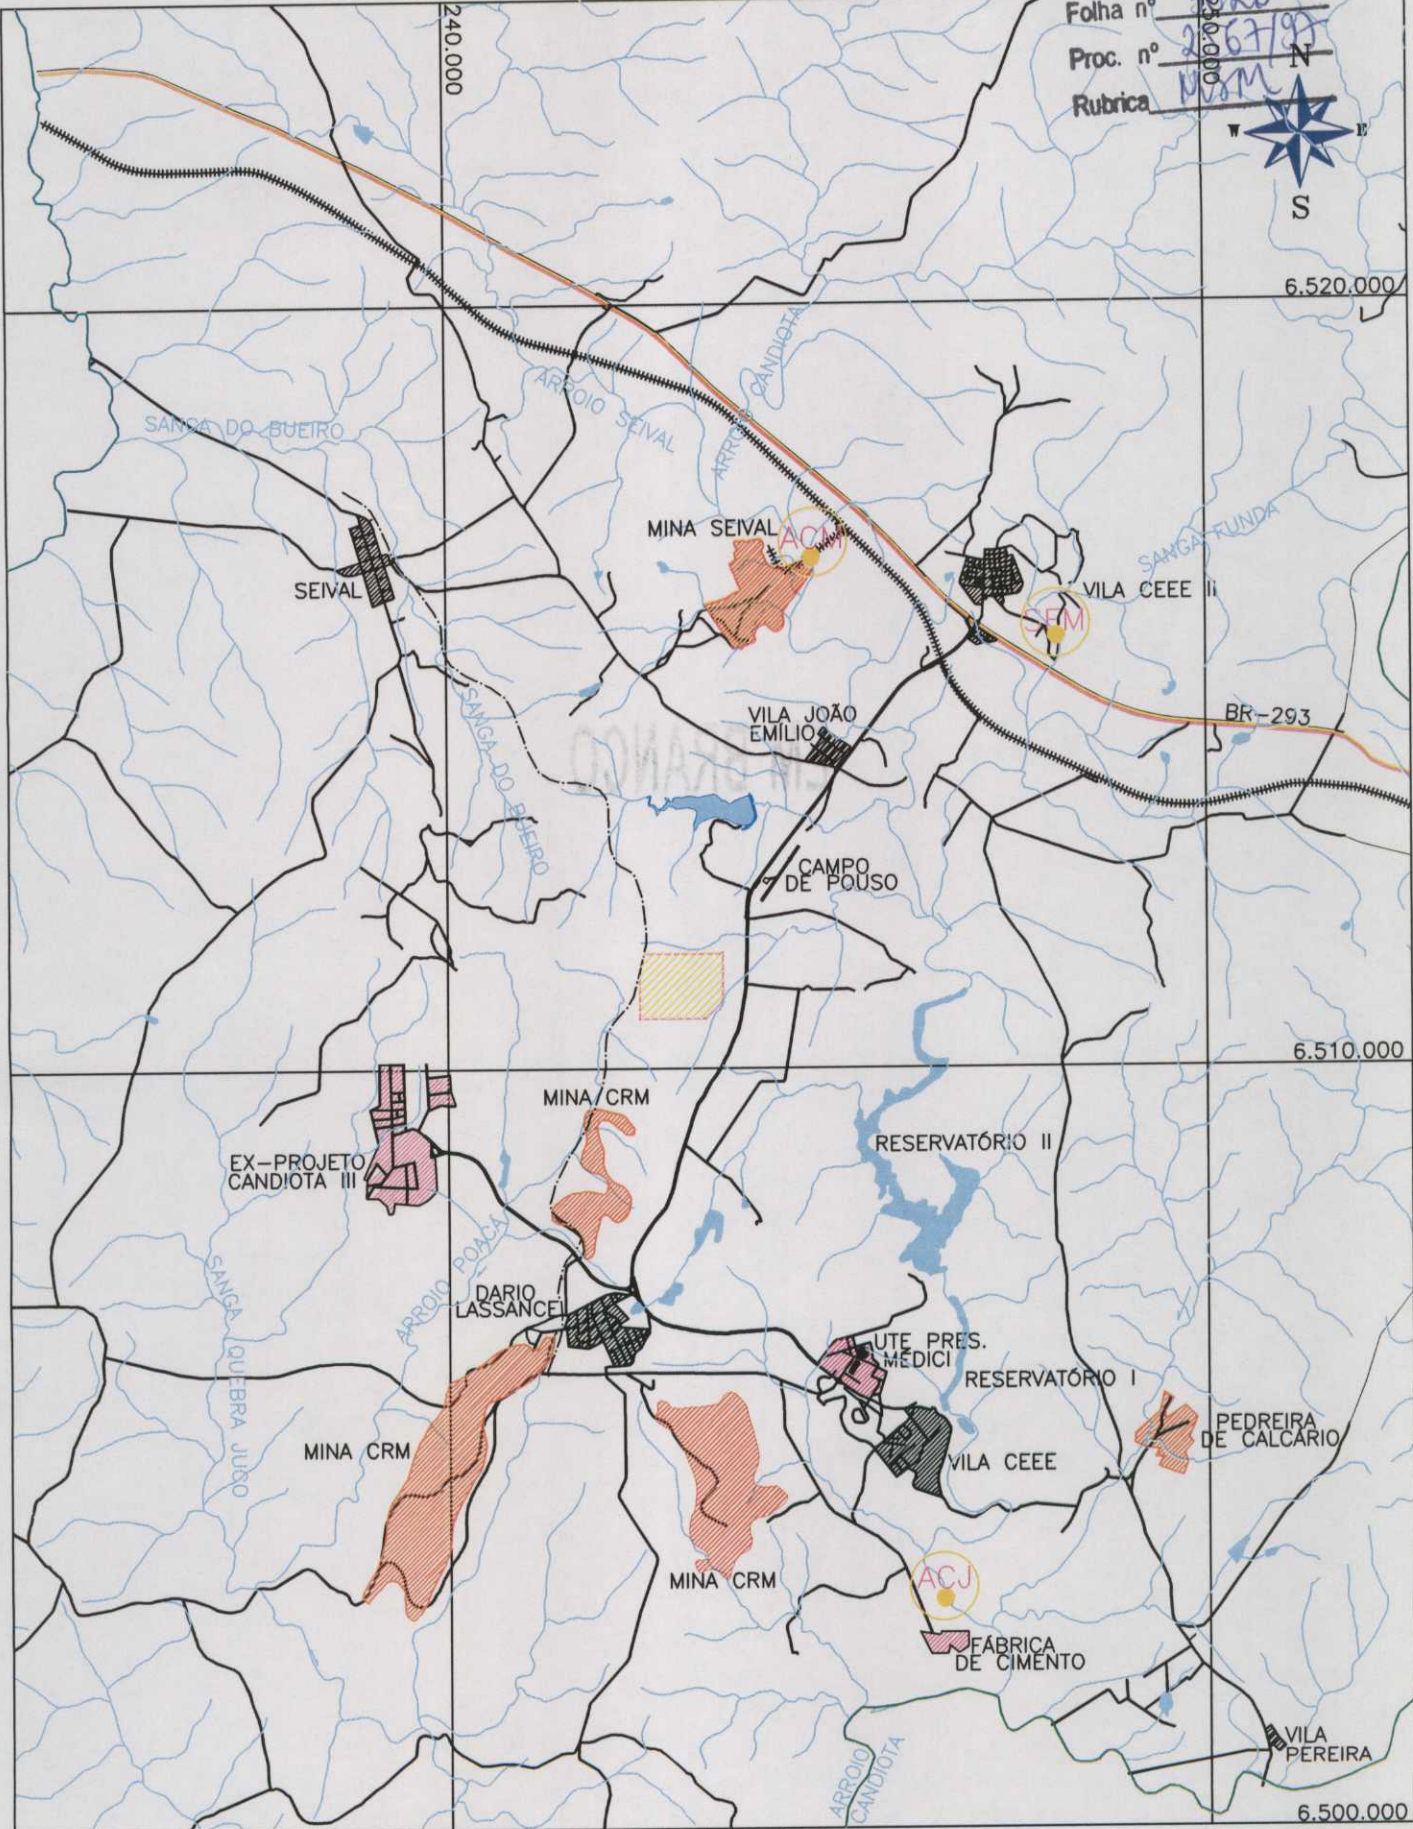 Folha nº
Proc. nº 2567/97
Rubrica
240.000
250.000
N
W
E
S
6.520.000
ARROIO CANDIOTA
ARROIO SEIVAL
SANGA DO BUEIRO
MINA SEIVAL
ACM
SANGA FUNDA
SEIVAL
VILA CEEE II
BR-293
VILA JOÃO
EMÍLIO
EM BRANCO
SANGA DO BUEIRO
CAMPO
DE POUSO
6.510.000
MINA CRM
RESERVATÓRIO II
EX-PROJETO
CANDIOTA III
ARROIO POACÁ
SANGA QUEBRA JUGO
DARIO
LASSANCE
UTE PRES.
MÉDICI
RESERVATÓRIO I
PEDREIRA
DE CALCÁRIO
MINA CRM
VILA CEEE
MINA CRM
ACJ
FÁBRICA
DE CIMENTO
VILA
PEREIRA
ARROIO
CANDIOTA
6.500.000